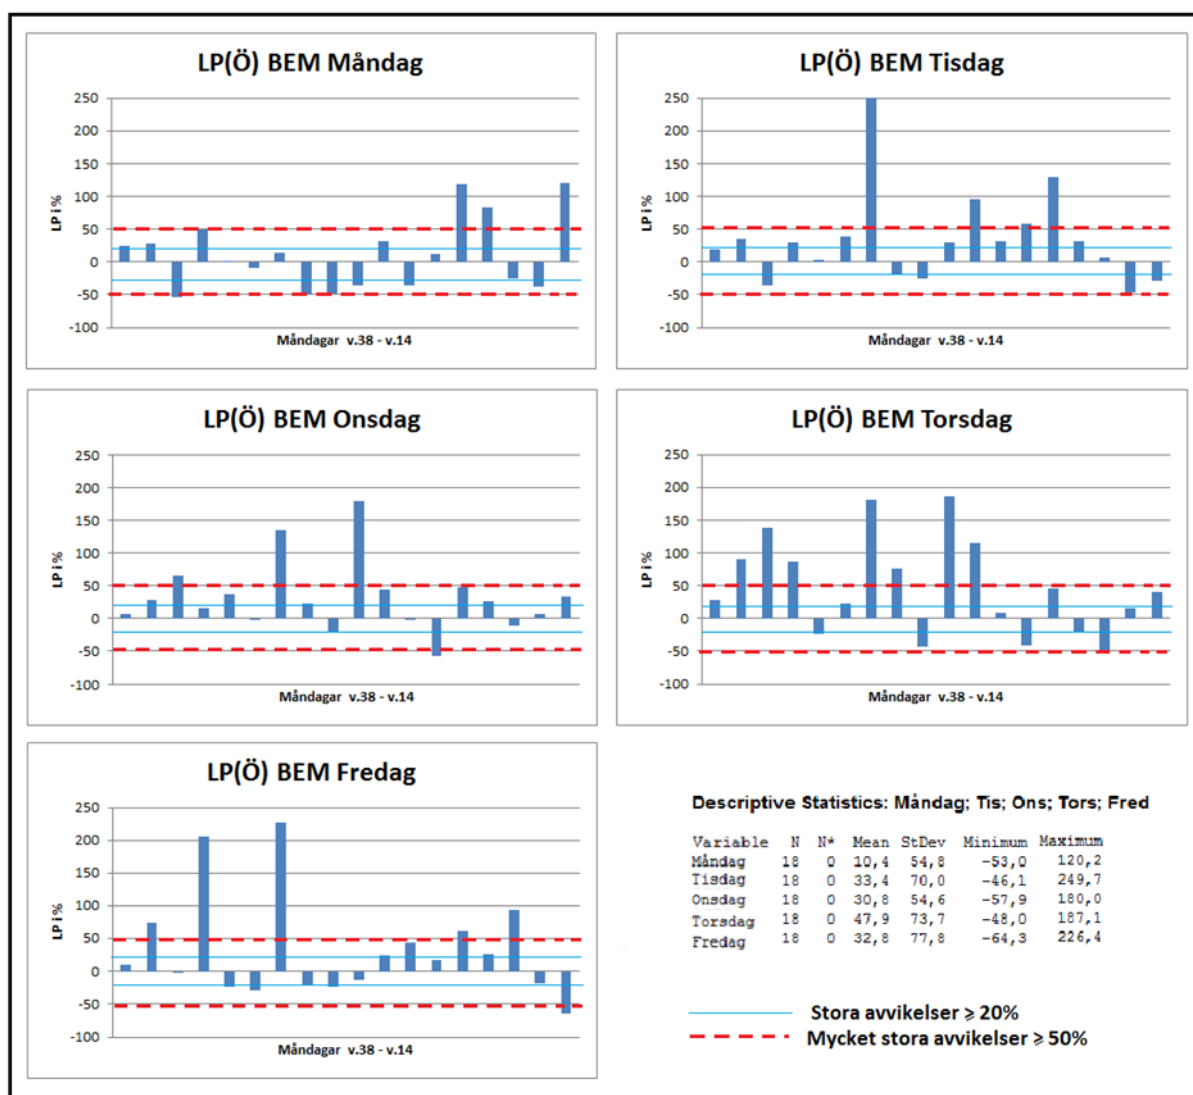 LP(Ö) BEM Måndag
250
200
150
100
50
0
-50
-100
LP i %
Måndagar v.38 - v.14
LP(Ö) BEM Tisdag
250
200
150
100
50
0
-50
-100
LP i %
Måndagar v.38 - v.14
LP(Ö) BEM Onsdag
250
200
150
100
50
0
-50
-100
LP i %
Måndagar v.38 - v.14
LP(Ö) BEM Torsdag
250
200
150
100
50
0
-50
-100
LP i %
Måndagar v.38 - v.14
LP(Ö) BEM Fredag
250
200
150
100
50
0
-50
-100
LP i %
Måndagar v.38 - v.14
Descriptive Statistics: Måndag; Tis; Ons; Tors; Fred
Variable N N* Mean StDev Minimum Maximum
Måndag 18 0 10,4 54,8 -53,0 120,2
Tisdag 18 0 33,4 70,0 -46,1 249,7
Onsdag 18 0 30,8 54,6 -57,9 180,0
Torsdag 18 0 47,9 73,7 -48,0 187,1
Fredag 18 0 32,8 77,8 -64,3 226,4
Stora avvikelser ⩾ 20%
Mycket stora avvikelser ⩾ 50%